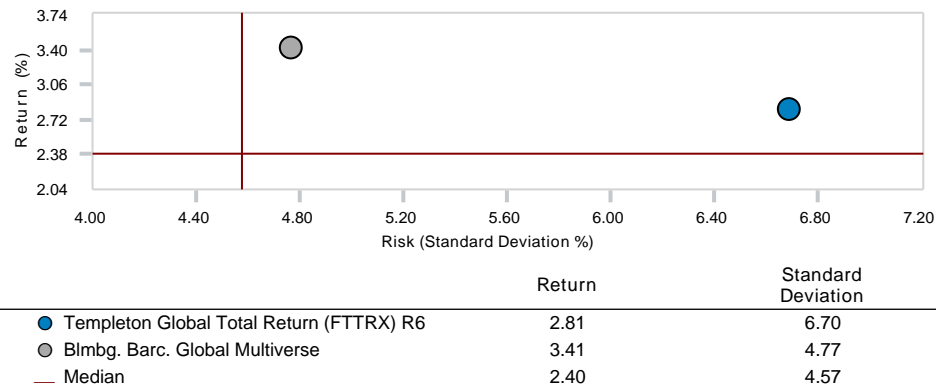 3.74
3.40
3.06
2.72
2.38
2.04
Return (%)
4.00 4.40 4.80 5.20 5.60 6.00 6.40 6.80 7.20
Risk (Standard Deviation %)
Return Standard Deviation
Templeton Global Total Return (FTTRX) R6 2.81 6.70
Blmbg. Barc. Global Multiverse 3.41 4.77
Median 2.40 4.57